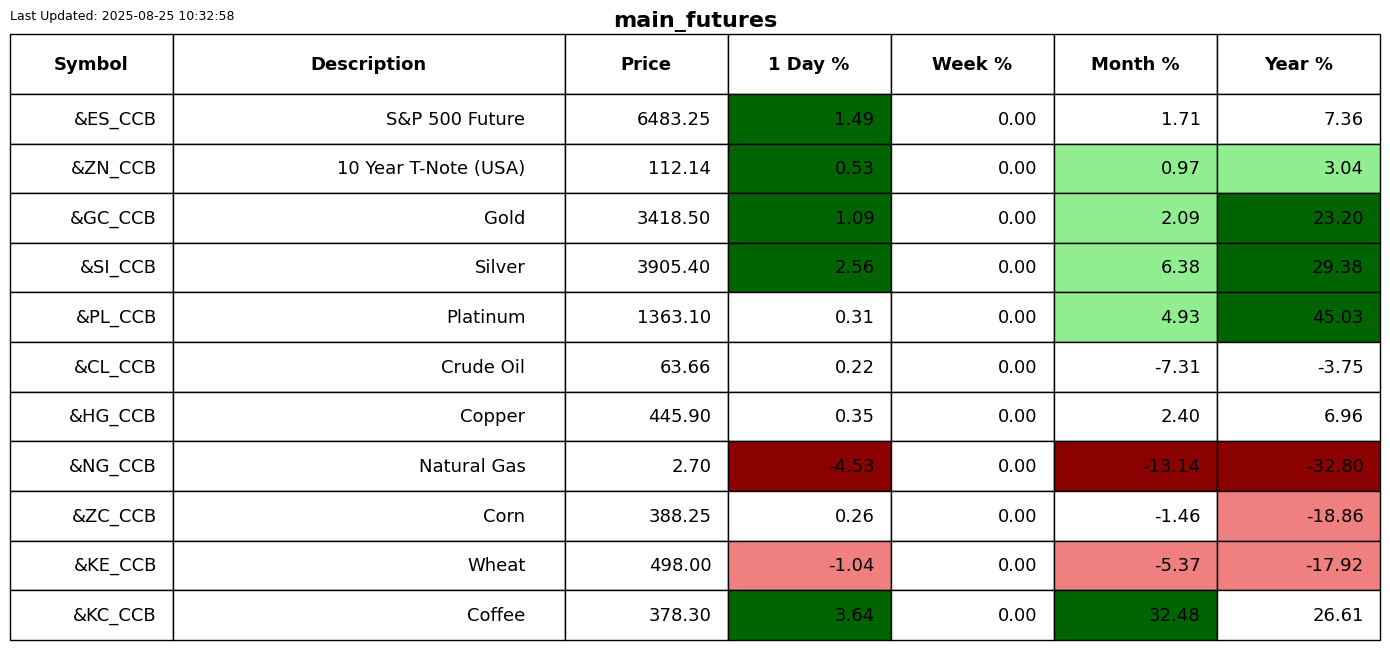 Last Updated: 2025-08-25 10:32:58
main_futures
Symbol Description Price 1 Day % Week % Month % Year %
&ES_CCB S&P 500 Future 6483.25 1.49 0.00 1.71 7.36
&ZN_CCB 10 Year T-Note (USA) 112.14 0.53 0.00 0.97 3.04
&GC_CCB Gold 3418.50 1.09 0.00 2.09 23.20
&SI_CCB Silver 3905.40 2.56 0.00 6.38 29.38
&PL_CCB Platinum 1363.10 0.31 0.00 4.93 45.03
&CL_CCB Crude Oil 63.66 0.22 0.00 -7.31 -3.75
&HG_CCB Copper 445.90 0.35 0.00 2.40 6.96
&NG_CCB Natural Gas 2.70 -4.53 0.00 -13.14 -32.80
&ZC_CCB Corn 388.25 0.26 0.00 -1.46 -18.86
&KE_CCB Wheat 498.00 -1.04 0.00 -5.37 -17.92
&KC_CCB Coffee 378.30 3.64 0.00 32.48 26.61